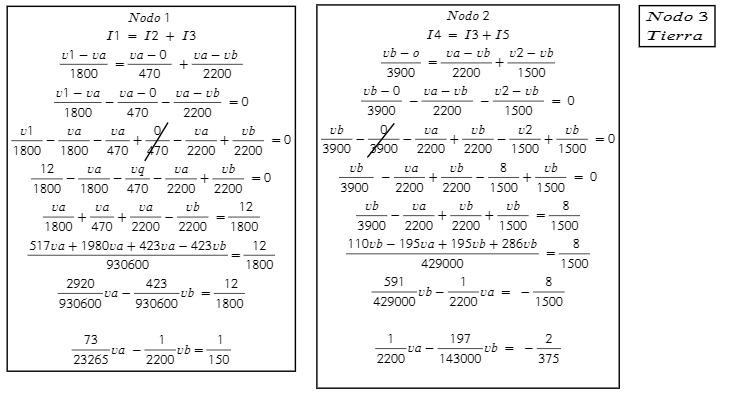 Nodo 1
I1 = I2 + I3
(v1 − va)/1800 = (va − 0)/470 + (va − vb)/2200
(v1 − va)/1800 − (va − 0)/470 − (va − vb)/2200 = 0
v1/1800 − va/1800 − va/470 + 0/470 − va/2200 + vb/2200 = 0
12/1800 − va/1800 − vq/470 − va/2200 + vb/2200 = 0
va/1800 + va/470 + va/2200 − vb/2200 = 12/1800
(517va + 1980va + 423va − 423vb)/930600 = 12/1800
2920/930600 va − 423/930600 vb = 12/1800
73/23265 va − 1/2200 vb = 1/150
Nodo 2
I4 = I3 + I5
(vb − o)/3900 = (va − vb)/2200 + (v2 − vb)/1500
(vb − 0)/3900 − (va − vb)/2200 − (v2 − vb)/1500 = 0
vb/3900 − 0/3900 − va/2200 + vb/2200 − v2/1500 + vb/1500 = 0
vb/3900 − va/2200 + vb/2200 − 8/1500 + vb/1500 = 0
vb/3900 − va/2200 + vb/2200 + vb/1500 = 8/1500
(110vb − 195va + 195vb + 286vb)/429000 = 8/1500
591/429000 vb − 1/2200 va = − 8/1500
1/2200 va − 197/143000 vb = − 2/375
Nodo 3
Tierra